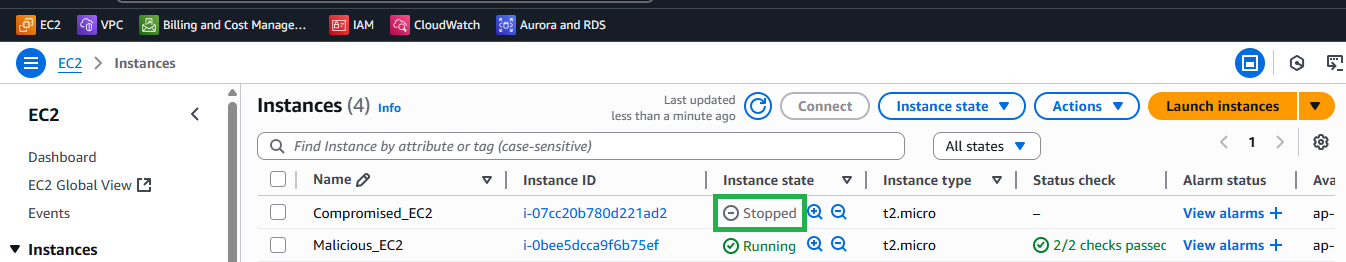 EC2 VPC Billing and Cost Manage... IAM CloudWatch Aurora and RDS
EC2 > Instances
EC2
Dashboard
EC2 Global View
Events
Instances
Instances (4) Info
Last updated
less than a minute ago
Connect Instance state Actions Launch instances
Find Instance by attribute or tag (case-sensitive) All states 1
Name Instance ID Instance state Instance type Status check Alarm status Ava
Compromised_EC2 i-07cc20b780d221ad2 Stopped t2.micro – View alarms + ap-
Malicious_EC2 i-0bee5dcca9f6b75ef Running t2.micro 2/2 checks passec View alarms + ap-